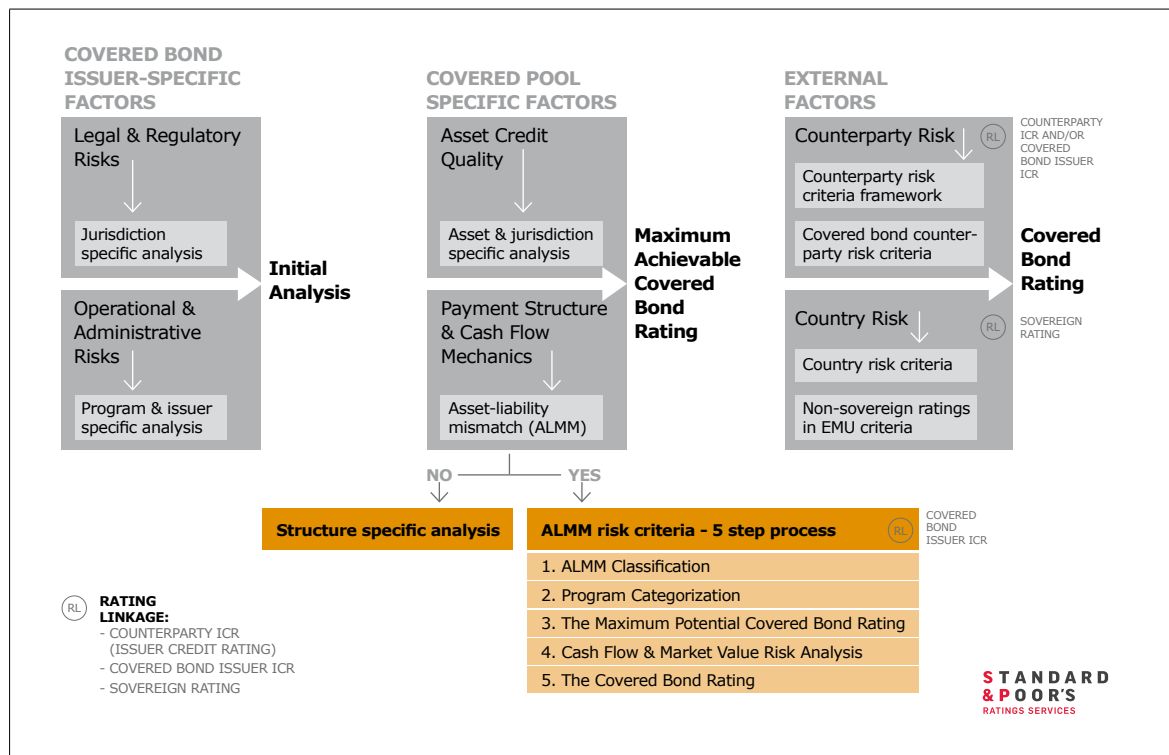 COVERED BOND
ISSUER-SPECIFIC
FACTORS
Legal & Regulatory
Risks
Jurisdiction
specific analysis
Operational &
Administrative
Risks
Program & issuer
specific analysis
Initial
Analysis
COVERED POOL
SPECIFIC FACTORS
Asset Credit
Quality
Asset & jurisdiction
specific analysis
Payment Structure
& Cash Flow
Mechanics
Asset-liability
mismatch (ALMM)
Maximum
Achievable
Covered
Bond
Rating
EXTERNAL
FACTORS
Counterparty Risk
RL
COUNTERPARTY
ICR AND/OR
COVERED
BOND ISSUER
ICR
Counterparty risk
criteria framework
Covered bond counter-
party risk criteria
Country Risk
RL
SOVEREIGN
RATING
Country risk criteria
Non-sovereign ratings
in EMU criteria
Covered
Bond
Rating
NO
YES
Structure specific analysis
ALMM risk criteria - 5 step process
RL
COVERED
BOND
ISSUER ICR
1. ALMM Classification
2. Program Categorization
3. The Maximum Potential Covered Bond Rating
4. Cash Flow & Market Value Risk Analysis
5. The Covered Bond Rating
RL
RATING
LINKAGE:
- COUNTERPARTY ICR
(ISSUER CREDIT RATING)
- COVERED BOND ISSUER ICR
- SOVEREIGN RATING
STANDARD
&POOR'S
RATINGS SERVICES